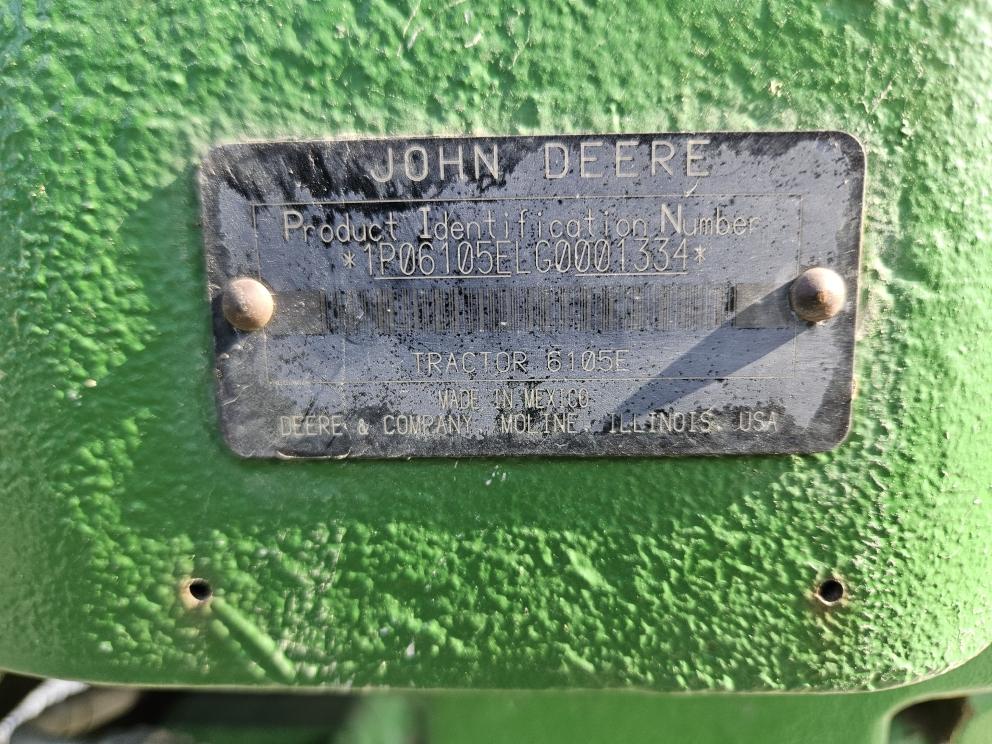 JOHN DEERE
Product Identification Number
*1P06105ELG0001334*
TRACTOR 6105E
MADE IN MEXICO
DEERE & COMPANY, MOLINE, ILLINOIS, USA